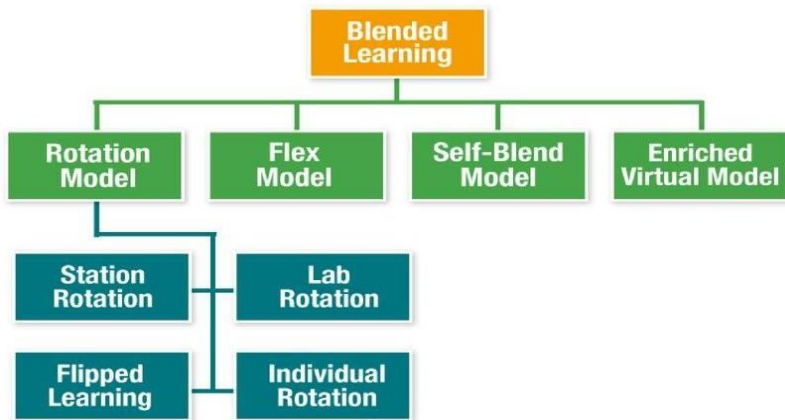 Blended
Learning
Rotation
Model
Flex
Model
Self-Blend
Model
Enriched
Virtual Model
Station
Rotation
Lab
Rotation
Flipped
Learning
Individual
Rotation